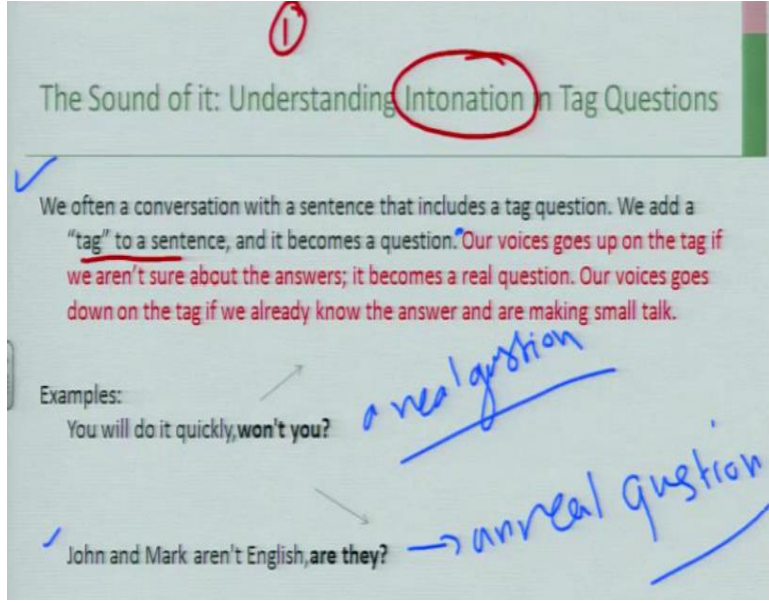 1
The Sound of it: Understanding Intonation in Tag Questions
We often a conversation with a sentence that includes a tag question. We add a
"tag" to a sentence, and it becomes a question. Our voices goes up on the tag if
we aren't sure about the answers; it becomes a real question. Our voices goes
down on the tag if we already know the answer and are making small talk.
Examples:
You will do it quickly,won't you?
a real qustion
John and Mark aren't English,are they?
unreal qustion